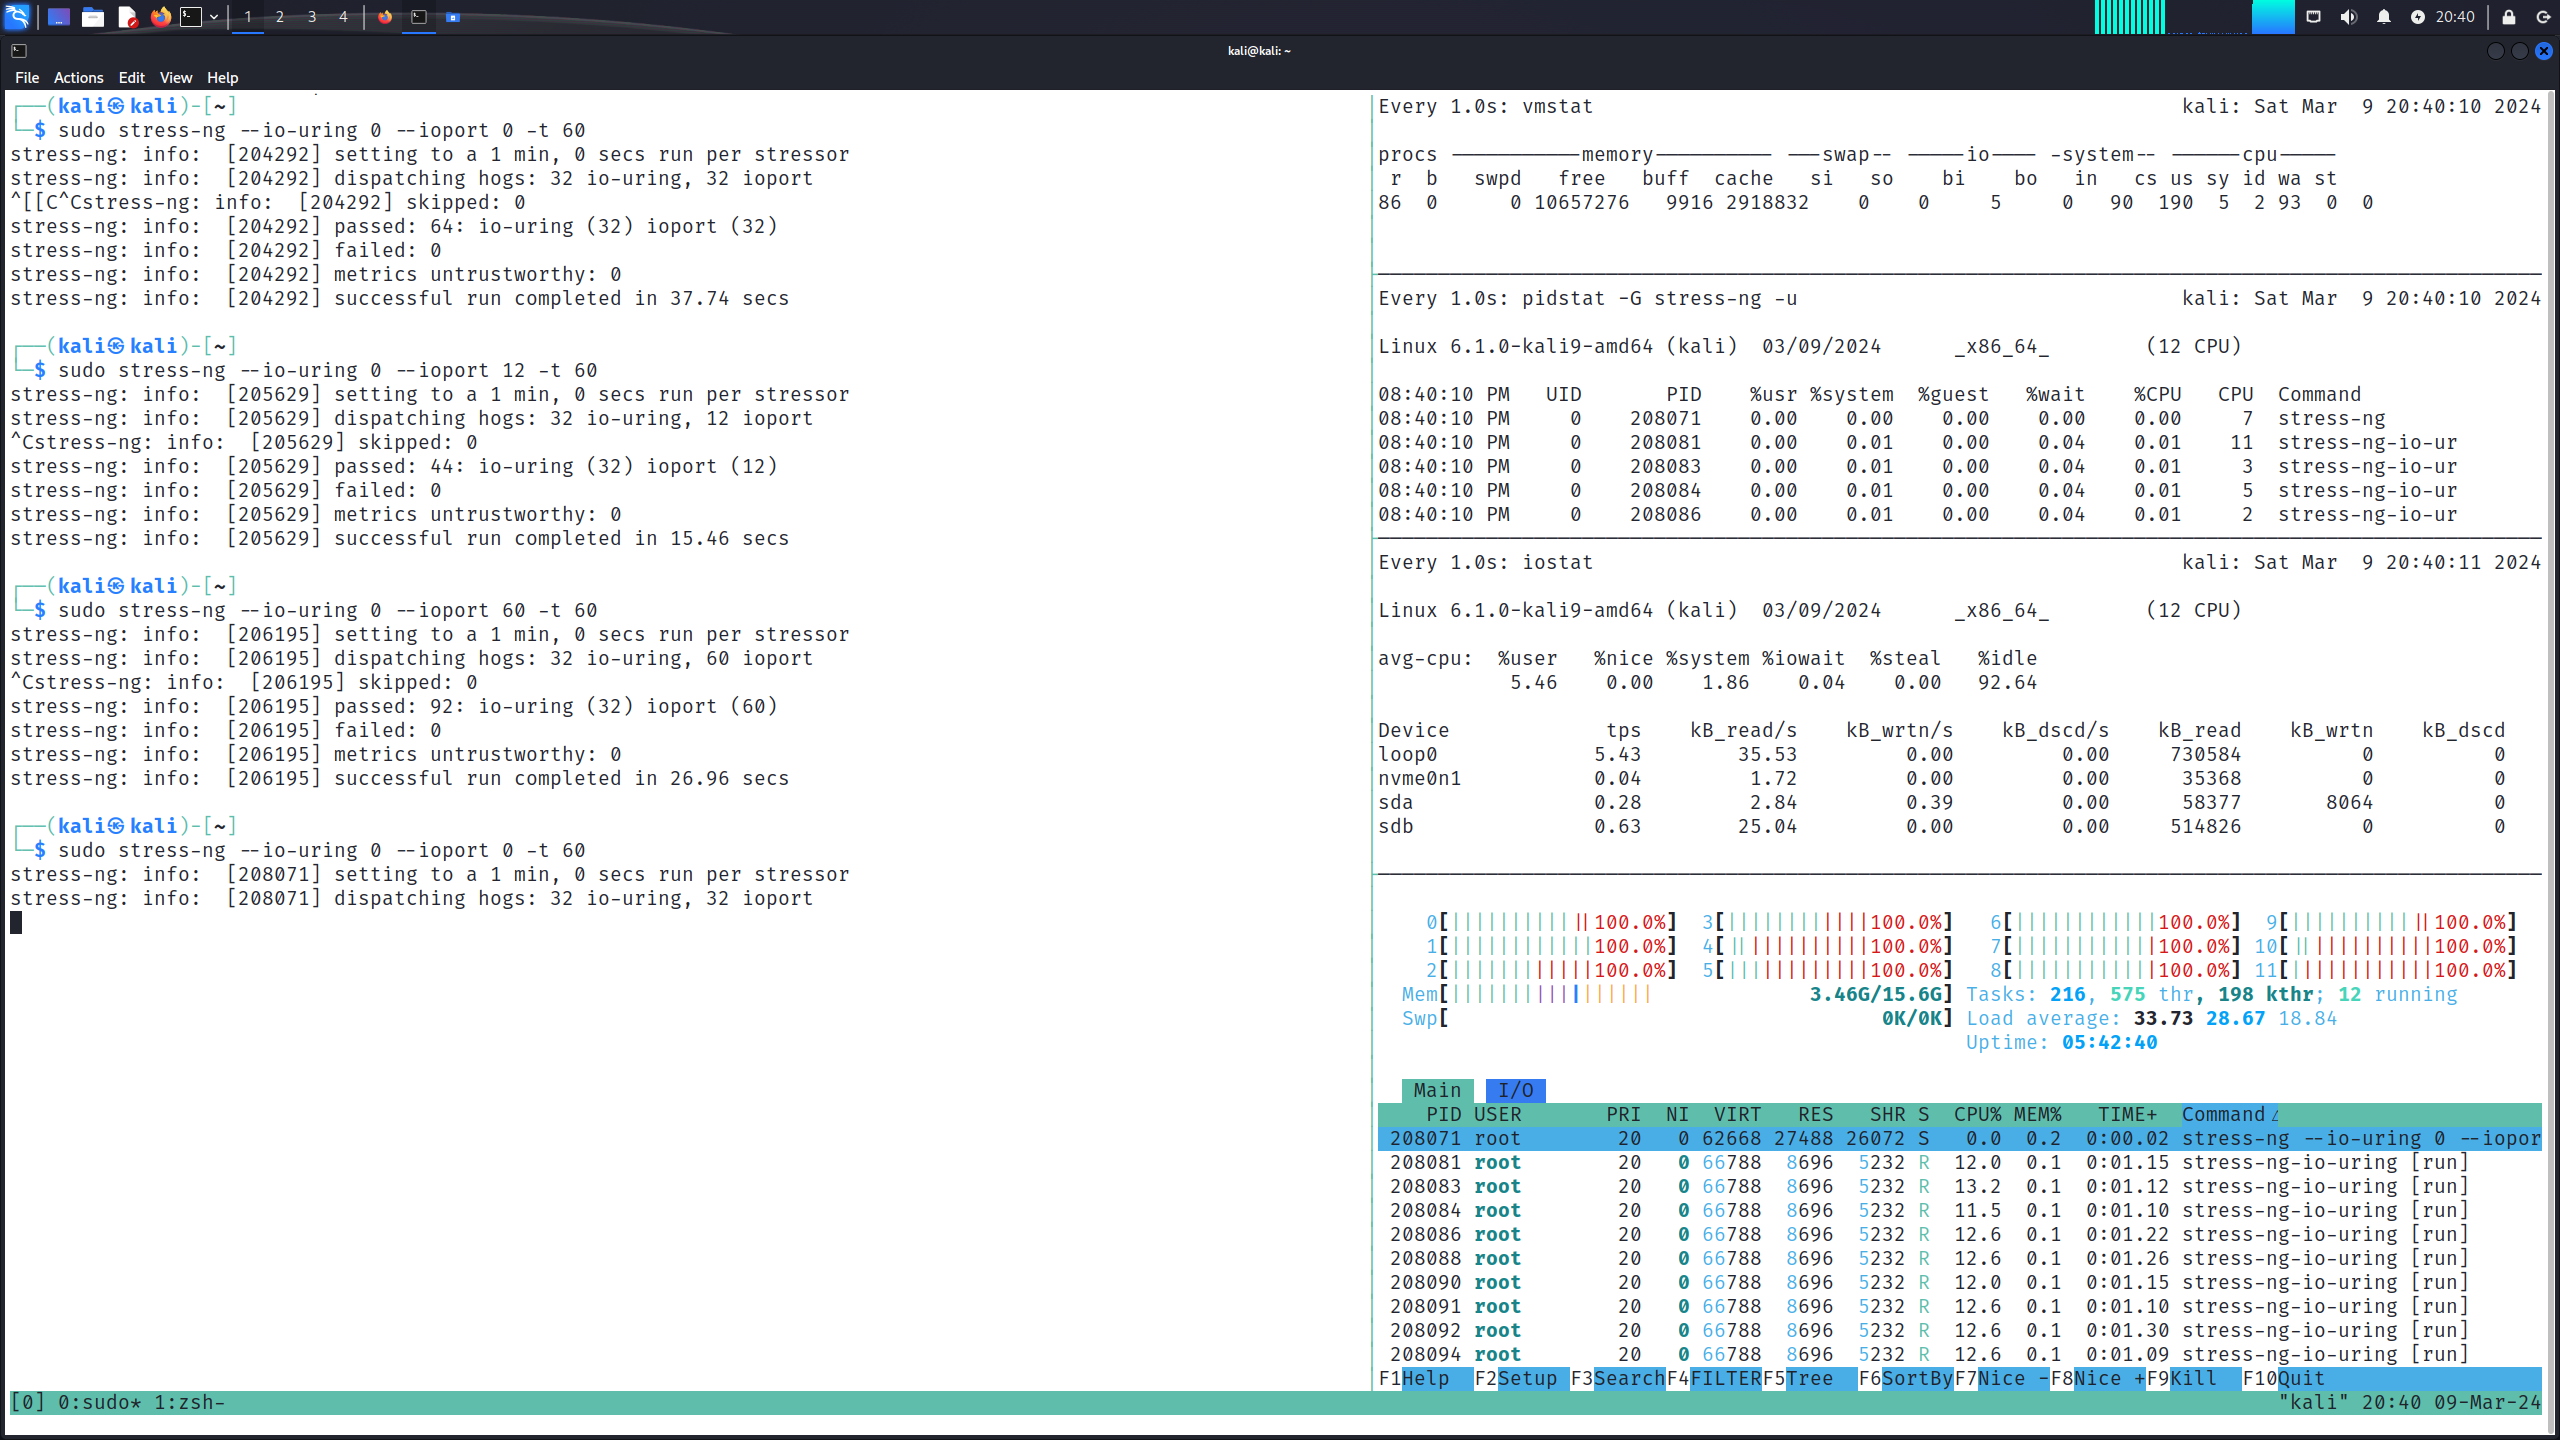 1 2 3 4 20:40
kali@kali: ~
File Actions Edit View Help
┌──(kali㉿kali)-[~]
└─$ sudo stress-ng --io-uring 0 --ioport 0 -t 60
stress-ng: info:  [204292] setting to a 1 min, 0 secs run per stressor
stress-ng: info:  [204292] dispatching hogs: 32 io-uring, 32 ioport
^[[C^Cstress-ng: info:  [204292] skipped: 0
stress-ng: info:  [204292] passed: 64: io-uring (32) ioport (32)
stress-ng: info:  [204292] failed: 0
stress-ng: info:  [204292] metrics untrustworthy: 0
stress-ng: info:  [204292] successful run completed in 37.74 secs
┌──(kali㉿kali)-[~]
└─$ sudo stress-ng --io-uring 0 --ioport 12 -t 60
stress-ng: info:  [205629] setting to a 1 min, 0 secs run per stressor
stress-ng: info:  [205629] dispatching hogs: 32 io-uring, 12 ioport
^Cstress-ng: info:  [205629] skipped: 0
stress-ng: info:  [205629] passed: 44: io-uring (32) ioport (12)
stress-ng: info:  [205629] failed: 0
stress-ng: info:  [205629] metrics untrustworthy: 0
stress-ng: info:  [205629] successful run completed in 15.46 secs
┌──(kali㉿kali)-[~]
└─$ sudo stress-ng --io-uring 0 --ioport 60 -t 60
stress-ng: info:  [206195] setting to a 1 min, 0 secs run per stressor
stress-ng: info:  [206195] dispatching hogs: 32 io-uring, 60 ioport
^Cstress-ng: info:  [206195] skipped: 0
stress-ng: info:  [206195] passed: 92: io-uring (32) ioport (60)
stress-ng: info:  [206195] failed: 0
stress-ng: info:  [206195] metrics untrustworthy: 0
stress-ng: info:  [206195] successful run completed in 26.96 secs
┌──(kali㉿kali)-[~]
└─$ sudo stress-ng --io-uring 0 --ioport 0 -t 60
stress-ng: info:  [208071] setting to a 1 min, 0 secs run per stressor
stress-ng: info:  [208071] dispatching hogs: 32 io-uring, 32 ioport
Every 1.0s: vmstat kali: Sat Mar  9 20:40:10 2024
procs -----------memory---------- ---swap-- -----io---- -system-- ------cpu-----
r b swpd free buff cache si so bi bo in cs us sy id wa st
86 0 0 10657276 9916 2918832 0 0 5 0 90 190 5 2 93 0 0
Every 1.0s: pidstat -G stress-ng -u kali: Sat Mar  9 20:40:10 2024
Linux 6.1.0-kali9-amd64 (kali) 03/09/2024 _x86_64_ (12 CPU)
08:40:10 PM UID PID %usr %system %guest %wait %CPU CPU Command
08:40:10 PM 0 208071 0.00 0.00 0.00 0.00 0.00 7 stress-ng
08:40:10 PM 0 208081 0.00 0.01 0.00 0.04 0.01 11 stress-ng-io-ur
08:40:10 PM 0 208083 0.00 0.01 0.00 0.04 0.01 3 stress-ng-io-ur
08:40:10 PM 0 208084 0.00 0.01 0.00 0.04 0.01 5 stress-ng-io-ur
08:40:10 PM 0 208086 0.00 0.01 0.00 0.04 0.01 2 stress-ng-io-ur
Every 1.0s: iostat kali: Sat Mar  9 20:40:11 2024
Linux 6.1.0-kali9-amd64 (kali) 03/09/2024 _x86_64_ (12 CPU)
avg-cpu: %user %nice %system %iowait %steal %idle
5.46 0.00 1.86 0.04 0.00 92.64
Device tps kB_read/s kB_wrtn/s kB_dscd/s kB_read kB_wrtn kB_dscd
loop0 5.43 35.53 0.00 0.00 730584 0 0
nvme0n1 0.04 1.72 0.00 0.00 35368 0 0
sda 0.28 2.84 0.39 0.00 58377 8064 0
sdb 0.63 25.04 0.00 0.00 514826 0 0
0[||||||||||||100.0%] 3[||||||||||||100.0%] 6[||||||||||||100.0%] 9[||||||||||||100.0%]
1[||||||||||||100.0%] 4[||||||||||||100.0%] 7[||||||||||||100.0%] 10[||||||||||||100.0%]
2[||||||||||||100.0%] 5[||||||||||||100.0%] 8[||||||||||||100.0%] 11[||||||||||||100.0%]
Mem[||||||||||||||||| 3.46G/15.6G] Tasks: 216, 575 thr, 198 kthr; 12 running
Swp[ 0K/0K] Load average: 33.73 28.67 18.84
Uptime: 05:42:40
Main I/O
PID USER PRI NI VIRT RES SHR S CPU% MEM% TIME+ Command△
208071 root 20 0 62668 27488 26072 S 0.0 0.2 0:00.02 stress-ng --io-uring 0 --iopor
208081 root 20 0 66788 8696 5232 R 12.0 0.1 0:01.15 stress-ng-io-uring [run]
208083 root 20 0 66788 8696 5232 R 13.2 0.1 0:01.12 stress-ng-io-uring [run]
208084 root 20 0 66788 8696 5232 R 11.5 0.1 0:01.10 stress-ng-io-uring [run]
208086 root 20 0 66788 8696 5232 R 12.6 0.1 0:01.22 stress-ng-io-uring [run]
208088 root 20 0 66788 8696 5232 R 12.6 0.1 0:01.26 stress-ng-io-uring [run]
208090 root 20 0 66788 8696 5232 R 12.0 0.1 0:01.15 stress-ng-io-uring [run]
208091 root 20 0 66788 8696 5232 R 12.6 0.1 0:01.10 stress-ng-io-uring [run]
208092 root 20 0 66788 8696 5232 R 12.6 0.1 0:01.30 stress-ng-io-uring [run]
208094 root 20 0 66788 8696 5232 R 12.6 0.1 0:01.09 stress-ng-io-uring [run]
F1Help F2Setup F3SearchF4FILTERF5Tree F6SortByF7Nice -F8Nice +F9Kill F10Quit
[0] 0:sudo* 1:zsh- "kali" 20:40 09-Mar-24